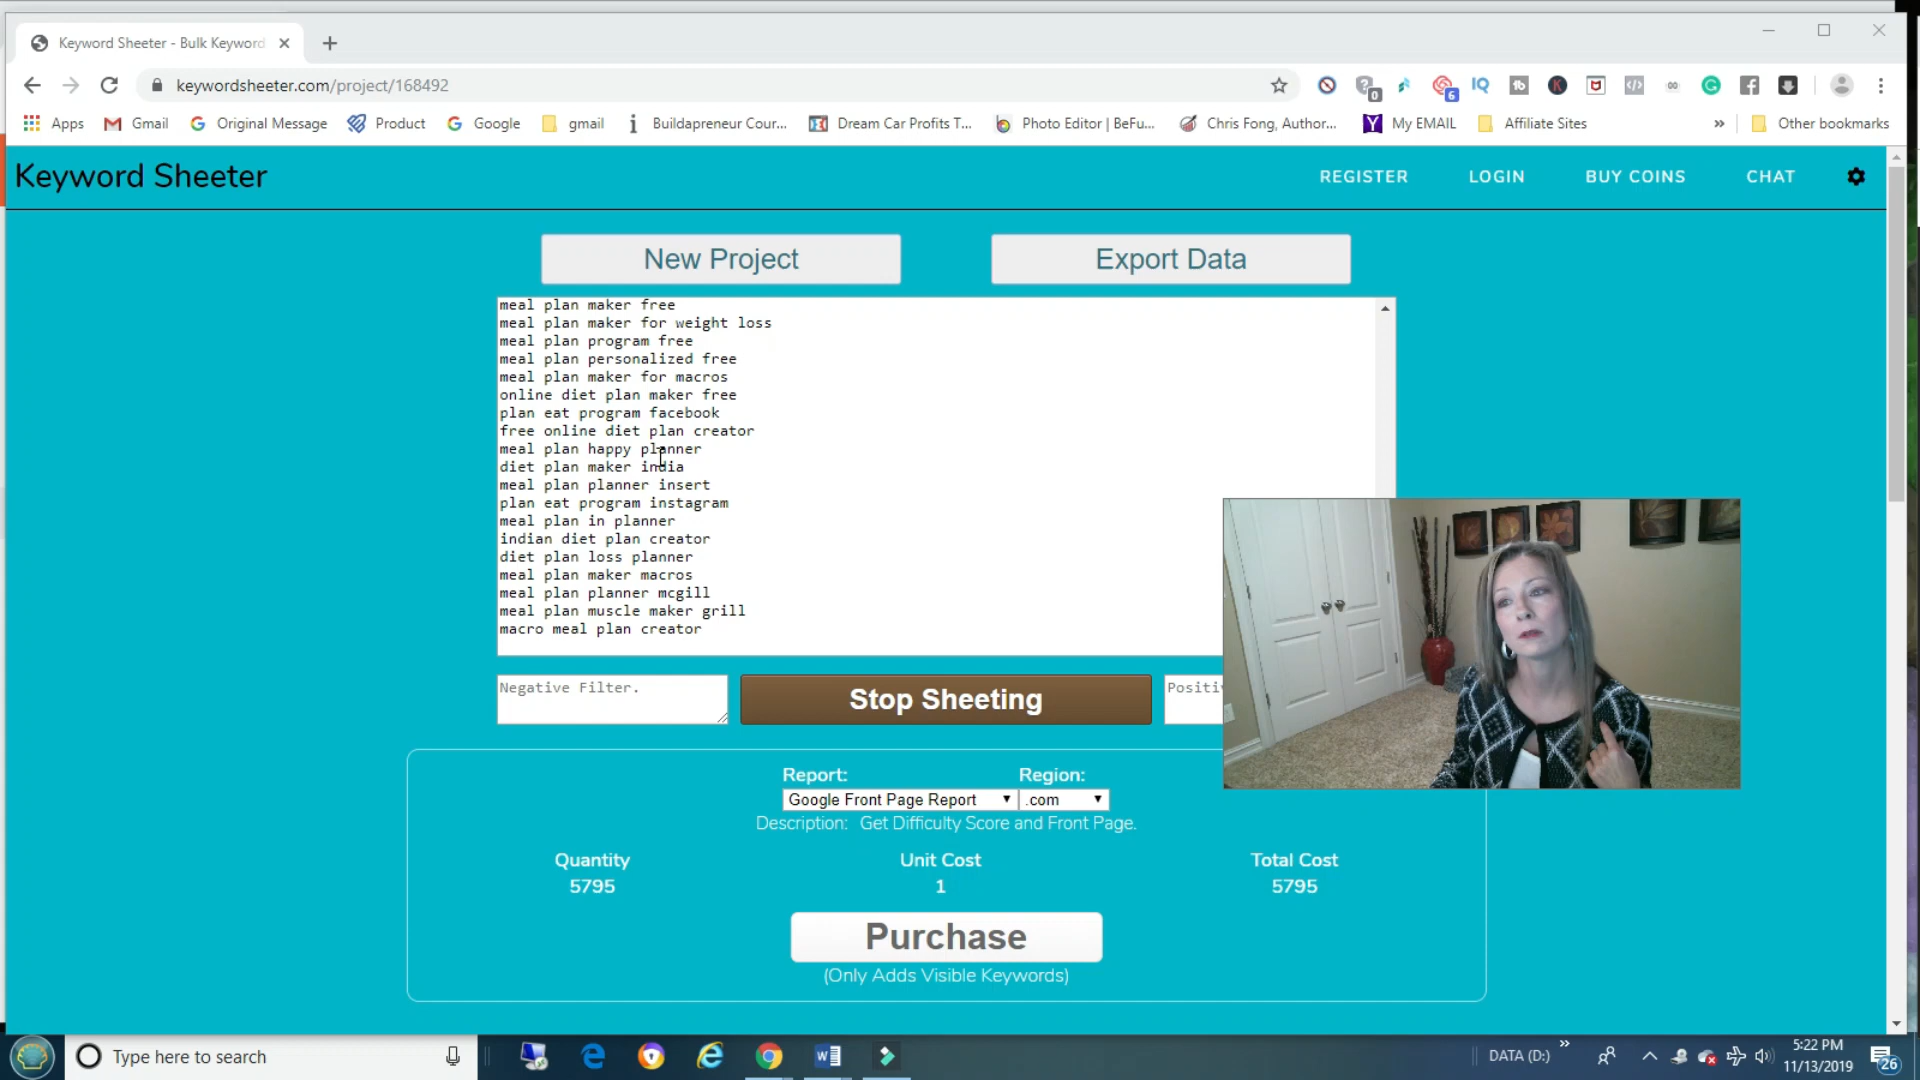 Keyword Sheeter - Bulk Keyword
keywordsheeter.com/project/168492
0
6
IQ
tb
K
Apps
Gmail
Original Message
Product
Google
gmail
Buildapreneur Cour...
Dream Car Profits T...
Photo Editor | BeFu...
Chris Fong, Author...
My EMAIL
Affiliate Sites
»
Other bookmarks
Keyword Sheeter
REGISTER
LOGIN
BUY COINS
CHAT
New Project
Export Data
meal plan maker free
meal plan maker for weight loss
meal plan program free
meal plan personalized free
meal plan maker for macros
online diet plan maker free
plan eat program facebook
free online diet plan creator
meal plan happy planner
diet plan maker india
meal plan planner insert
plan eat program instagram
meal plan in planner
indian diet plan creator
diet plan loss planner
meal plan maker macros
meal plan planner mcgill
meal plan muscle maker grill
macro meal plan creator
Negative Filter.
Stop Sheeting
Positi
Report:
Region:
Google Front Page Report
.com
Description: Get Difficulty Score and Front Page.
Quantity
Unit Cost
Total Cost
5795
1
5795
Purchase
(Only Adds Visible Keywords)
Type here to search
DATA (D:)
»
5:22 PM
11/13/2019
26